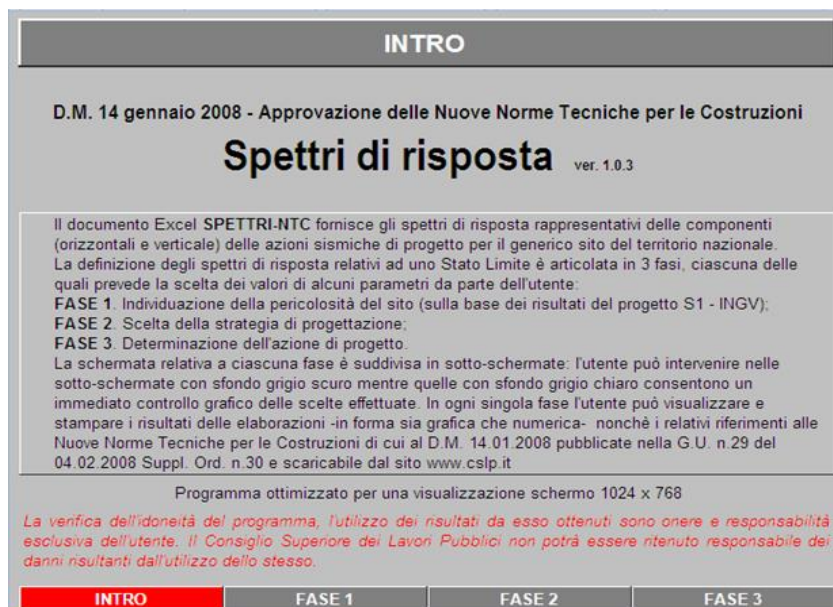 INTRO
D.M. 14 gennaio 2008 - Approvazione delle Nuove Norme Tecniche per le Costruzioni
Spettri di risposta ver. 1.0.3
Il documento Excel SPETTRI-NTC fornisce gli spettri di risposta rappresentativi delle componenti
(orizzontali e verticale) delle azioni sismiche di progetto per il generico sito del territorio nazionale.
La definizione degli spettri di risposta relativi ad uno Stato Limite è articolata in 3 fasi, ciascuna delle
quali prevede la scelta dei valori di alcuni parametri da parte dell'utente:
FASE 1. Individuazione della pericolosità del sito (sulla base dei risultati del progetto S1 - INGV);
FASE 2. Scelta della strategia di progettazione;
FASE 3. Determinazione dell'azione di progetto.
La schermata relativa a ciascuna fase è suddivisa in sotto-schermate: l'utente può intervenire nelle
sotto-schermate con sfondo grigio scuro mentre quelle con sfondo grigio chiaro consentono un
immediato controllo grafico delle scelte effettuate. In ogni singola fase l'utente può visualizzare e
stampare i risultati delle elaborazioni -in forma sia grafica che numerica- nonchè i relativi riferimenti alle
Nuove Norme Tecniche per le Costruzioni di cui al D.M. 14.01.2008 pubblicate nella G.U. n.29 del
04.02.2008 Suppl. Ord. n.30 e scaricabile dal sito www.cslp.it
Programma ottimizzato per una visualizzazione schermo 1024 x 768
La verifica dell'idoneità del programma, l'utilizzo dei risultati da esso ottenuti sono onere e responsabilità
esclusiva dell'utente. Il Consiglio Superiore dei Lavori Pubblici non potrà essere ritenuto responsabile dei
danni risultanti dall'utilizzo dello stesso.
INTRO FASE 1 FASE 2 FASE 3